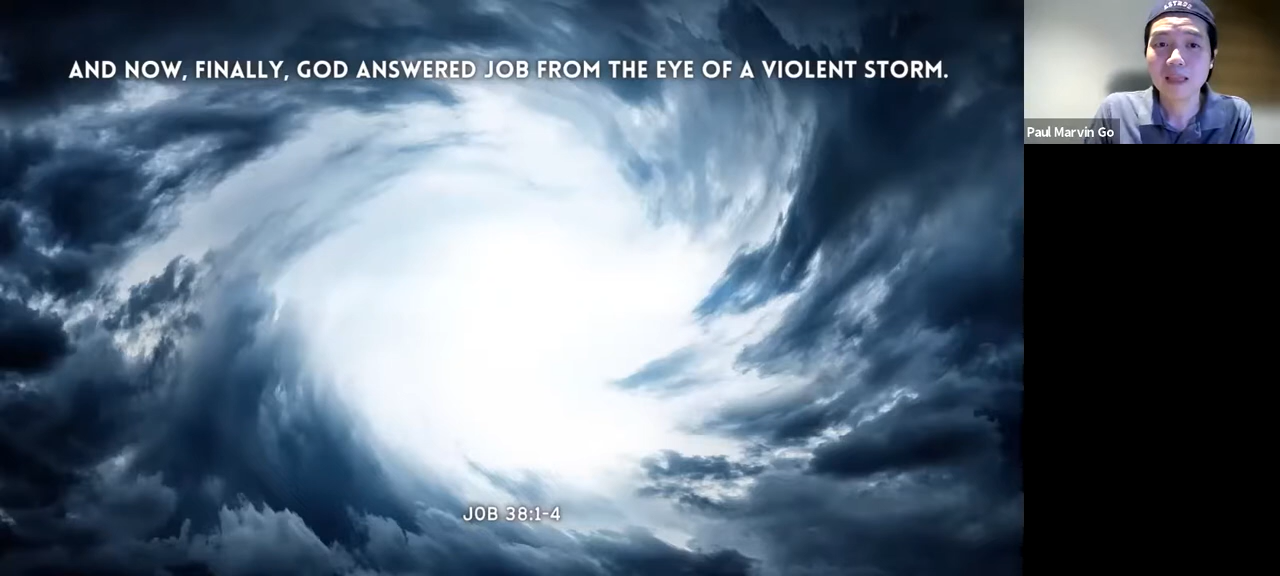 AND NOW, FINALLY, GOD ANSWERED JOB FROM THE EYE OF A VIOLENT STORM.
JOB 38:1-4
Paul Marvin Go